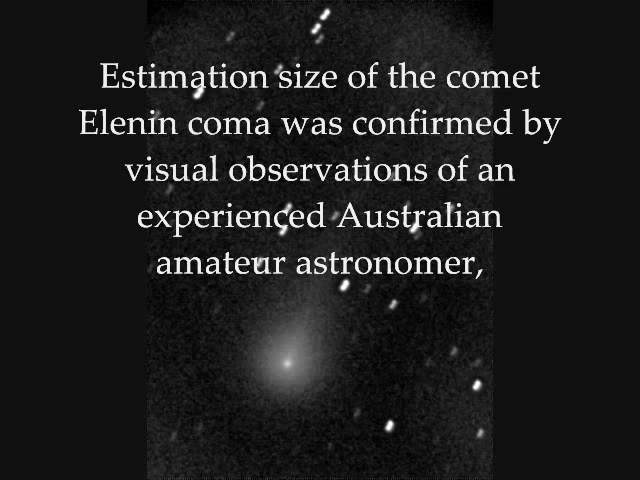 Estimation size of the comet
Elenin coma was confirmed by
visual observations of an
experienced Australian
amateur astronomer,